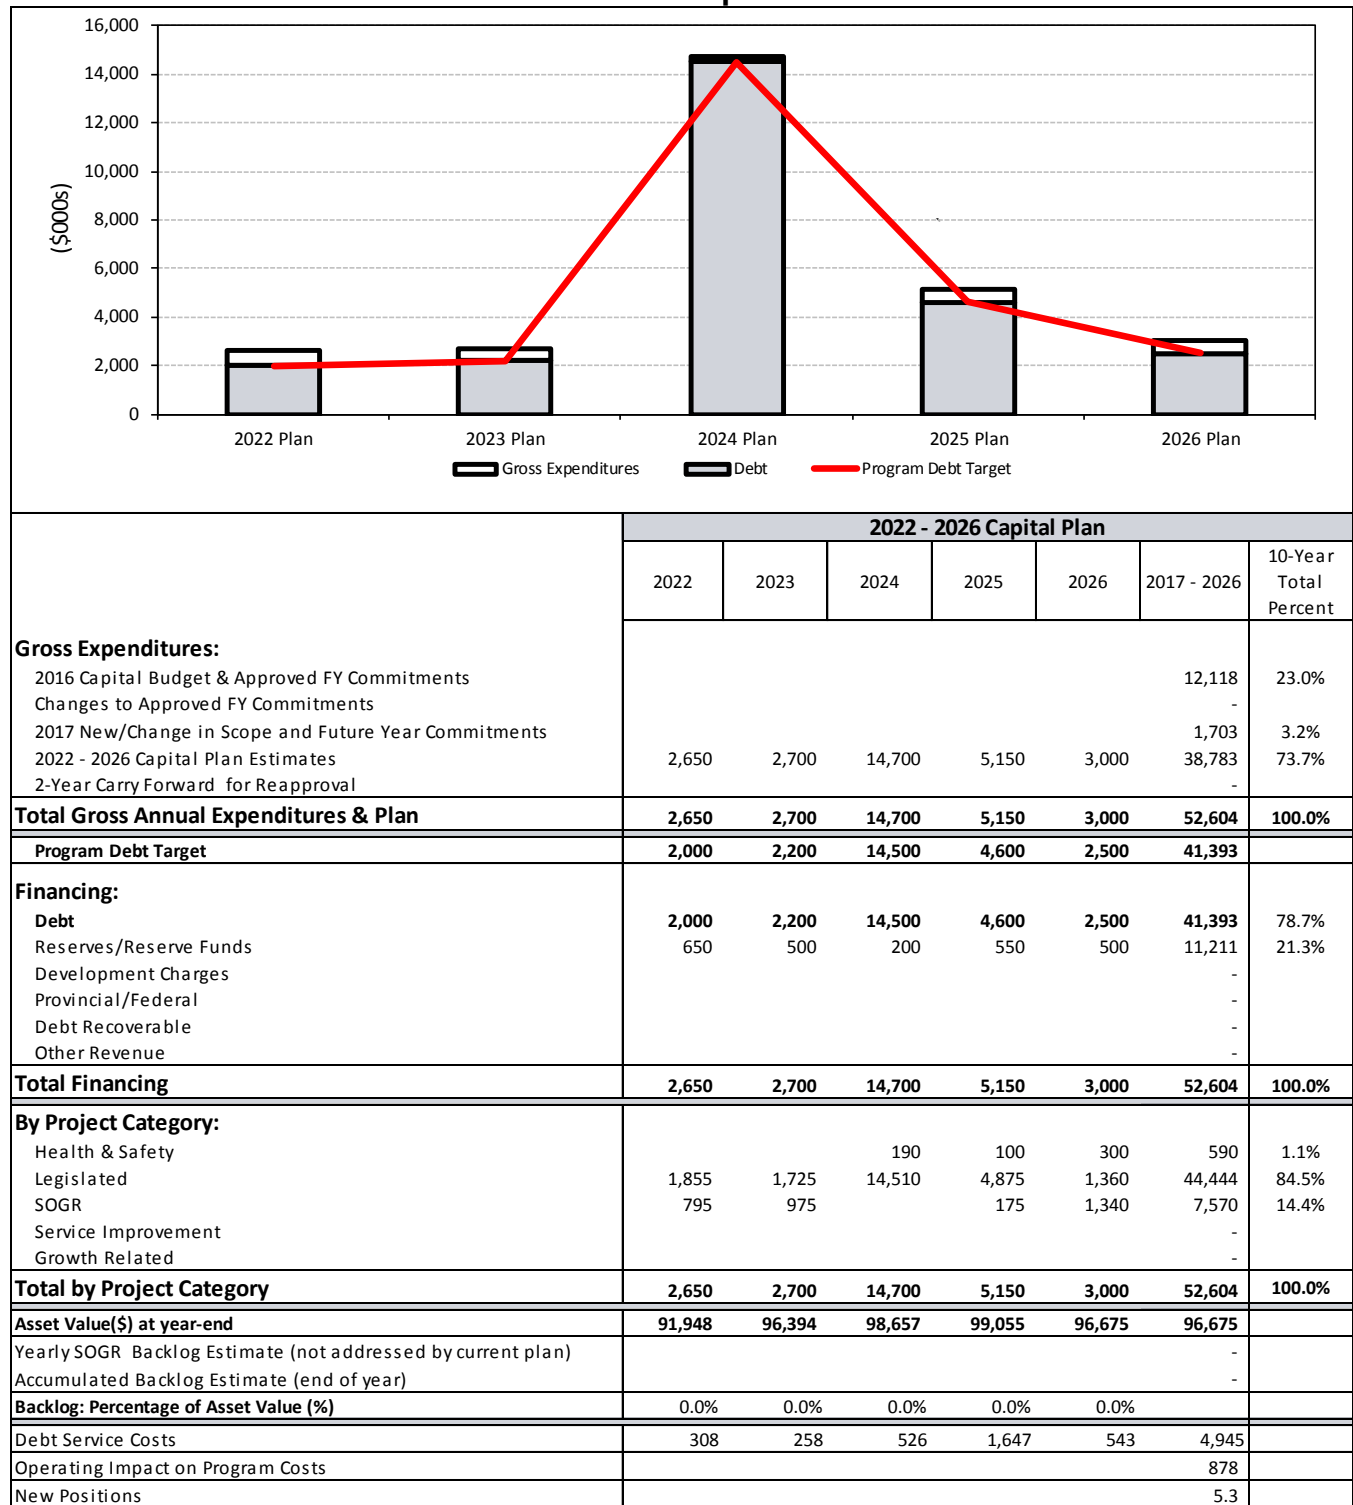 16,000
14,000
12,000
10,000
8,000
6,000
4,000
2,000
0
($000s)
2022 Plan 2023 Plan 2024 Plan 2025 Plan 2026 Plan
Gross Expenditures Debt Program Debt Target
2022 - 2026 Capital Plan
2022 2023 2024 2025 2026 2017 - 2026 10-Year Total Percent
Gross Expenditures:
2016 Capital Budget & Approved FY Commitments 12,118 23.0%
Changes to Approved FY Commitments -
2017 New/Change in Scope and Future Year Commitments 1,703 3.2%
2022 - 2026 Capital Plan Estimates 2,650 2,700 14,700 5,150 3,000 38,783 73.7%
2-Year Carry Forward for Reapproval -
Total Gross Annual Expenditures & Plan 2,650 2,700 14,700 5,150 3,000 52,604 100.0%
Program Debt Target 2,000 2,200 14,500 4,600 2,500 41,393
Financing:
Debt 2,000 2,200 14,500 4,600 2,500 41,393 78.7%
Reserves/Reserve Funds 650 500 200 550 500 11,211 21.3%
Development Charges -
Provincial/Federal -
Debt Recoverable -
Other Revenue -
Total Financing 2,650 2,700 14,700 5,150 3,000 52,604 100.0%
By Project Category:
Health & Safety 190 100 300 590 1.1%
Legislated 1,855 1,725 14,510 4,875 1,360 44,444 84.5%
SOGR 795 975 175 1,340 7,570 14.4%
Service Improvement -
Growth Related -
Total by Project Category 2,650 2,700 14,700 5,150 3,000 52,604 100.0%
Asset Value($) at year-end 91,948 96,394 98,657 99,055 96,675 96,675
Yearly SOGR Backlog Estimate (not addressed by current plan) -
Accumulated Backlog Estimate (end of year) -
Backlog: Percentage of Asset Value (%) 0.0% 0.0% 0.0% 0.0% 0.0%
Debt Service Costs 308 258 526 1,647 543 4,945
Operating Impact on Program Costs 878
New Positions 5.3